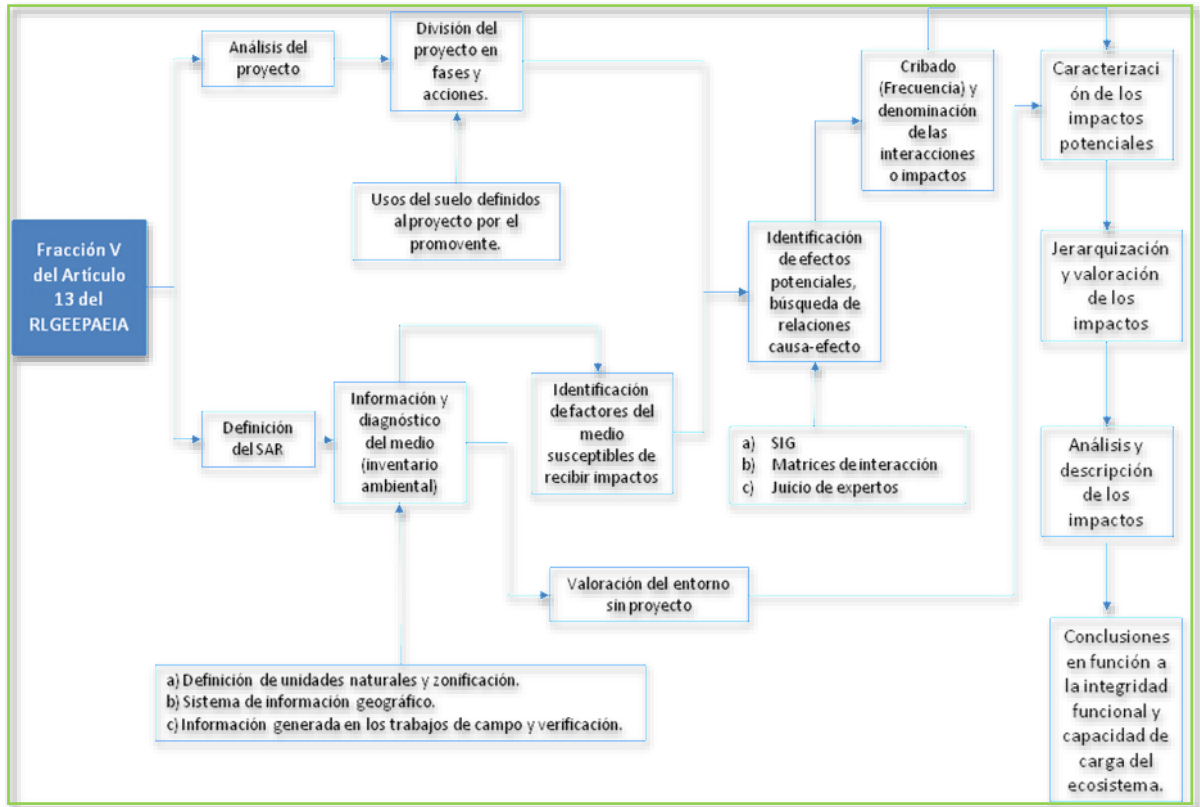 Análisis del
proyecto
División del
proyecto en
fases y
acciones.
Cribado
(Frecuencia) y
denominación
de las
interacciones
o impactos
Caracterizaci
ón de los
impactos
potenciales
Usos del suelo definidos
al proyecto por el
promovente.
Fracción V
del Artículo
13 del
RLGEEPAEIA
Identificación
de efectos
potenciales,
búsqueda de
relaciones
causa-efecto
Jerarquización
y valoración
de los
impactos
Definición
del SAR
Información y
diagnóstico
del medio
(inventario
ambiental)
Identificación
de factores del
medio
susceptibles de
recibir impactos
a) SIG
b) Matrices de interacción
c) Juicio de expertos
Análisis y
descripción
de los
impactos
Valoración del entorno
sin proyecto
a) Definición de unidades naturales y zonificación.
b) Sistema de información geográfico.
c) Información generada en los trabajos de campo y verificación.
Conclusiones
en función a
la integridad
funcional y
capacidad de
carga del
ecosistema.